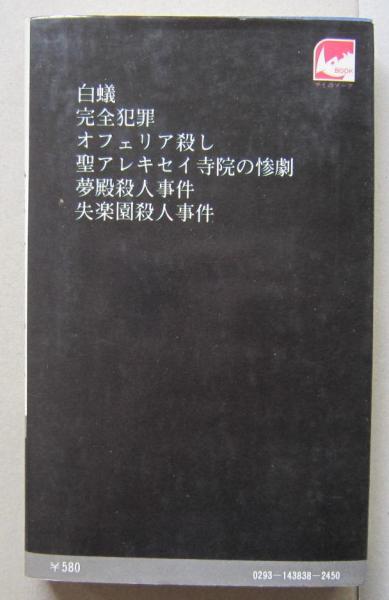 BOOK
白蟻
完全犯罪
オフェリア殺し
聖アレキセイ寺院の惨劇
夢殿殺人事件
失楽園殺人事件
¥580
0293-143838-2450